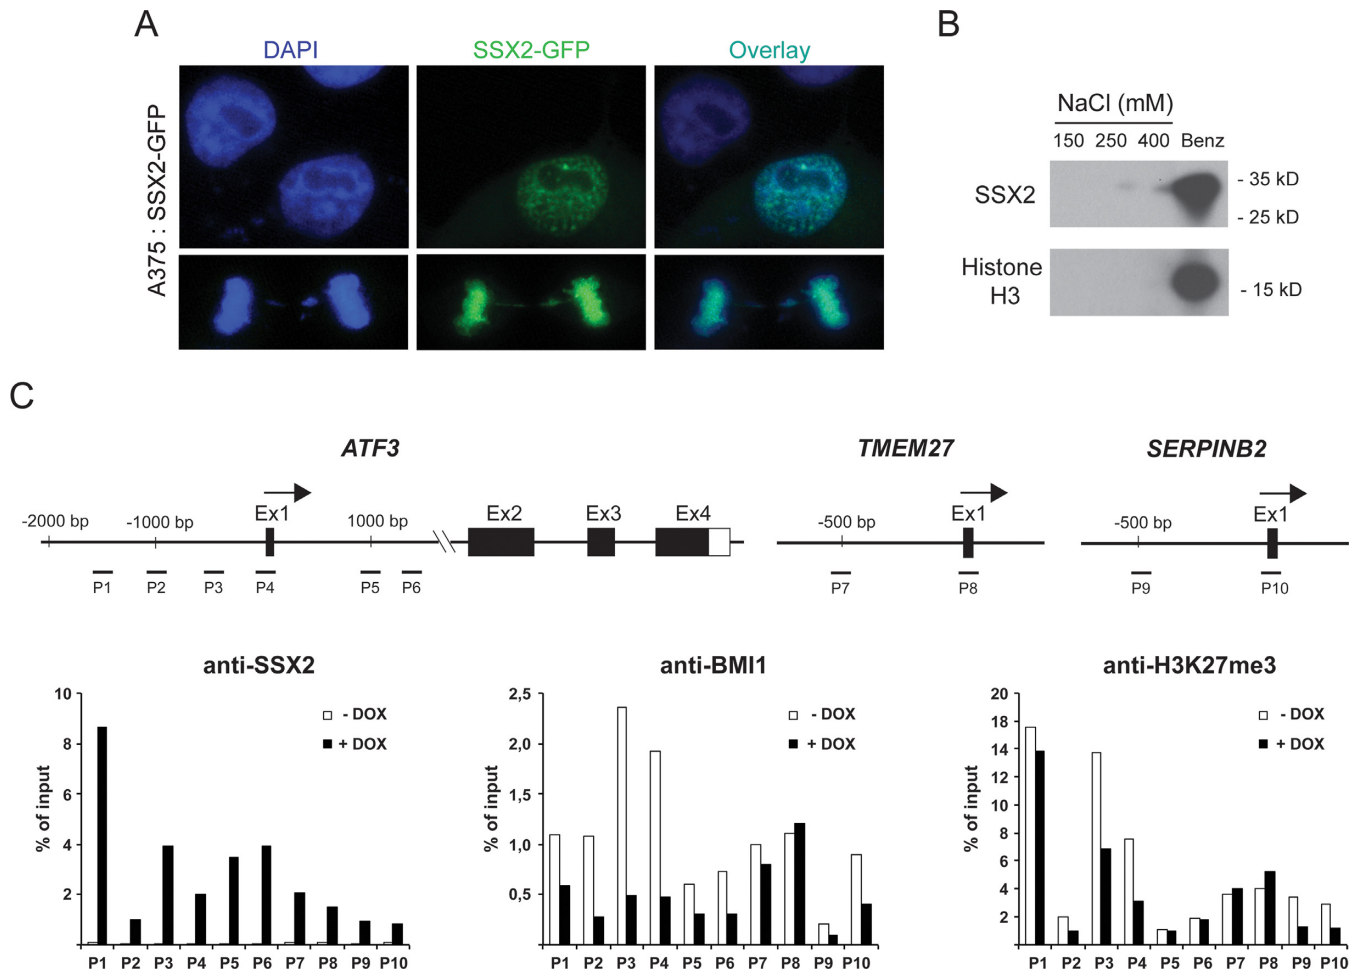 A
DAPI
SSX2-GFP
Overlay
A375 : SSX2-GFP
B
NaCl (mM)
150 250 400 Benz
SSX2
- 35 kD
- 25 kD
Histone
H3
- 15 kD
C
ATF3
-2000 bp
-1000 bp
Ex1
1000 bp
Ex2
Ex3
Ex4
P1 P2 P3 P4 P5 P6
TMEM27
-500 bp
Ex1
P7 P8
SERPINB2
-500 bp
Ex1
P9 P10
anti-SSX2
% of input
10
8
6
4
2
- DOX
+ DOX
P1 P2 P3 P4 P5 P6 P7 P8 P9 P10
anti-BMI1
% of input
2,5
2,0
1,5
1,0
0,5
- DOX
+ DOX
P1 P2 P3 P4 P5 P6 P7 P8 P9 P10
anti-H3K27me3
% of input
20
18
14
16
12
10
8
6
4
2
- DOX
+ DOX
P1 P2 P3 P4 P5 P6 P7 P8 P9 P10